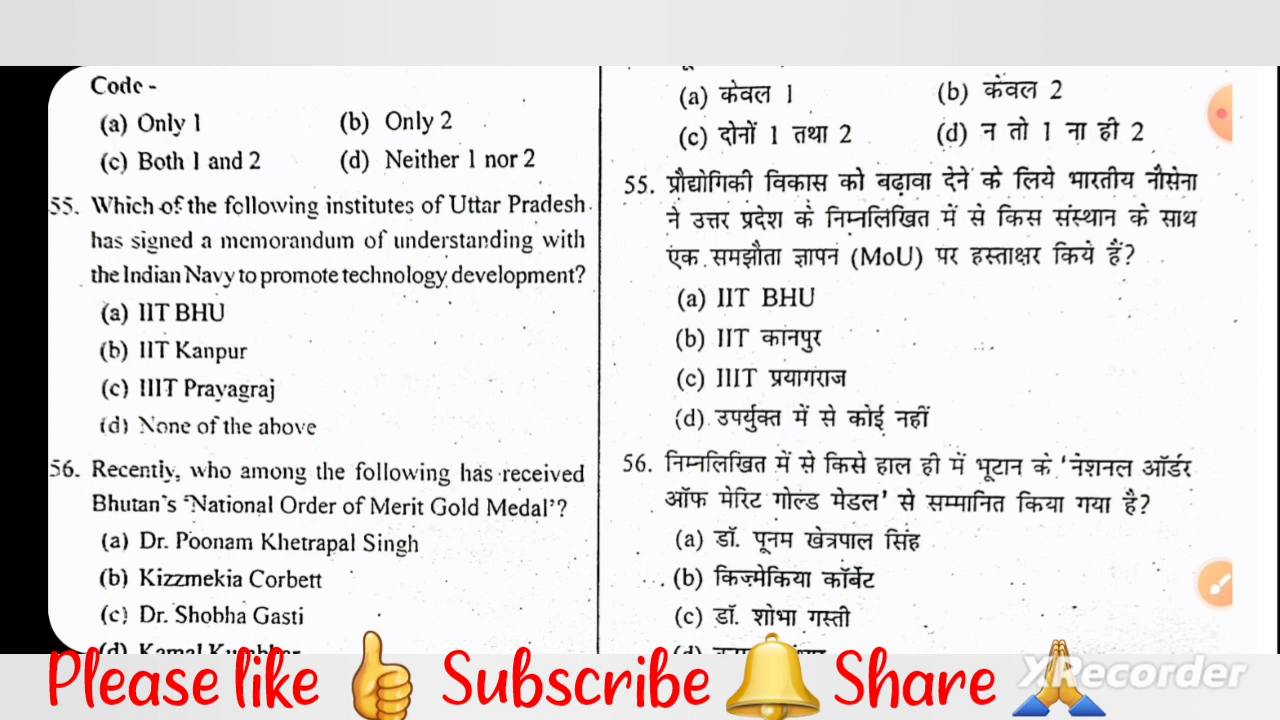 Code -
(a) Only 1 (b) Only 2
(c) Both 1 and 2 (d) Neither 1 nor 2
55. Which of the following institutes of Uttar Pradesh
has signed a memorandum of understanding with
the Indian Navy to promote technology development?
(a) IIT BHU
(b) IIT Kanpur
(c) IIIT Prayagraj
(d) None of the above
56. Recently, who among the following has received
Bhutan's 'National Order of Merit Gold Medal'?
(a) Dr. Poonam Khetrapal Singh
(b) Kizzmekia Corbett
(c) Dr. Shobha Gasti
(d) Kamal
(a) केवल 1 (b) केवल 2
(c) दोनों 1 तथा 2 (d) न तो 1 ना ही 2
55. प्रौद्योगिकी विकास को बढ़ावा देने के लिये भारतीय नौसेना
ने उत्तर प्रदेश के निम्नलिखित में से किस संस्थान के साथ
एक समझौता ज्ञापन (MoU) पर हस्ताक्षर किये हैं?
(a) IIT BHU
(b) IIT कानपुर
(c) IIIT प्रयागराज
(d) उपर्युक्त में से कोई नहीं
56. निम्नलिखित में से किसे हाल ही में भूटान के 'नेशनल ऑर्डर
ऑफ मेरिट गोल्ड मेडल' से सम्मानित किया गया है?
(a) डॉ. पूनम खेत्रपाल सिंह
(b) किज़्मेकिया कॉर्बेट
(c) डॉ. शोभा गस्ती
(d)
Please like Subscribe Share
XRecorder